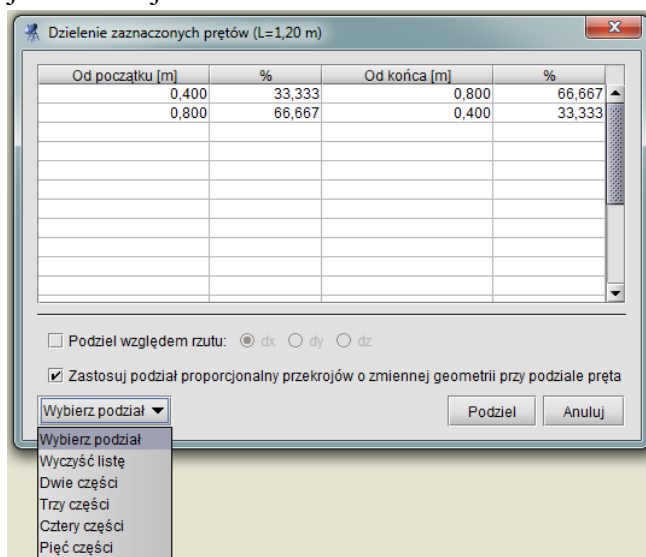 Dzielenie zaznaczonych prętów (L=1,20 m)
Od początku [m] % Od końca [m] %
0,400 33,333 0,800 66,667
0,800 66,667 0,400 33,333
Podziel względem rzutu: dx dy dz
Zastosuj podział proporcjonalny przekrojów o zmiennej geometrii przy podziale pręta
Wybierz podział Podziel Anuluj
Wybierz podział
Wyczyść listę
Dwie części
Trzy części
Cztery części
Pięć części